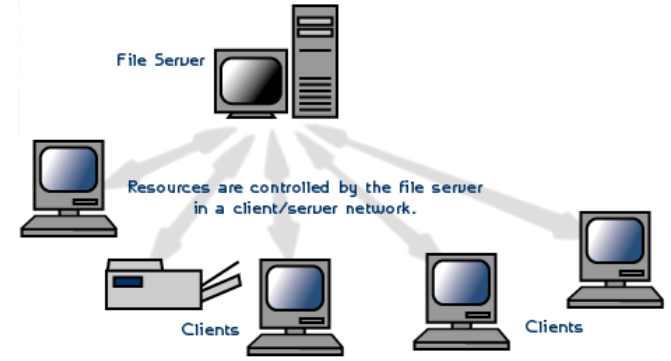 File Server
Resources are controlled by the file server
in a client/server network.
Clients
Clients